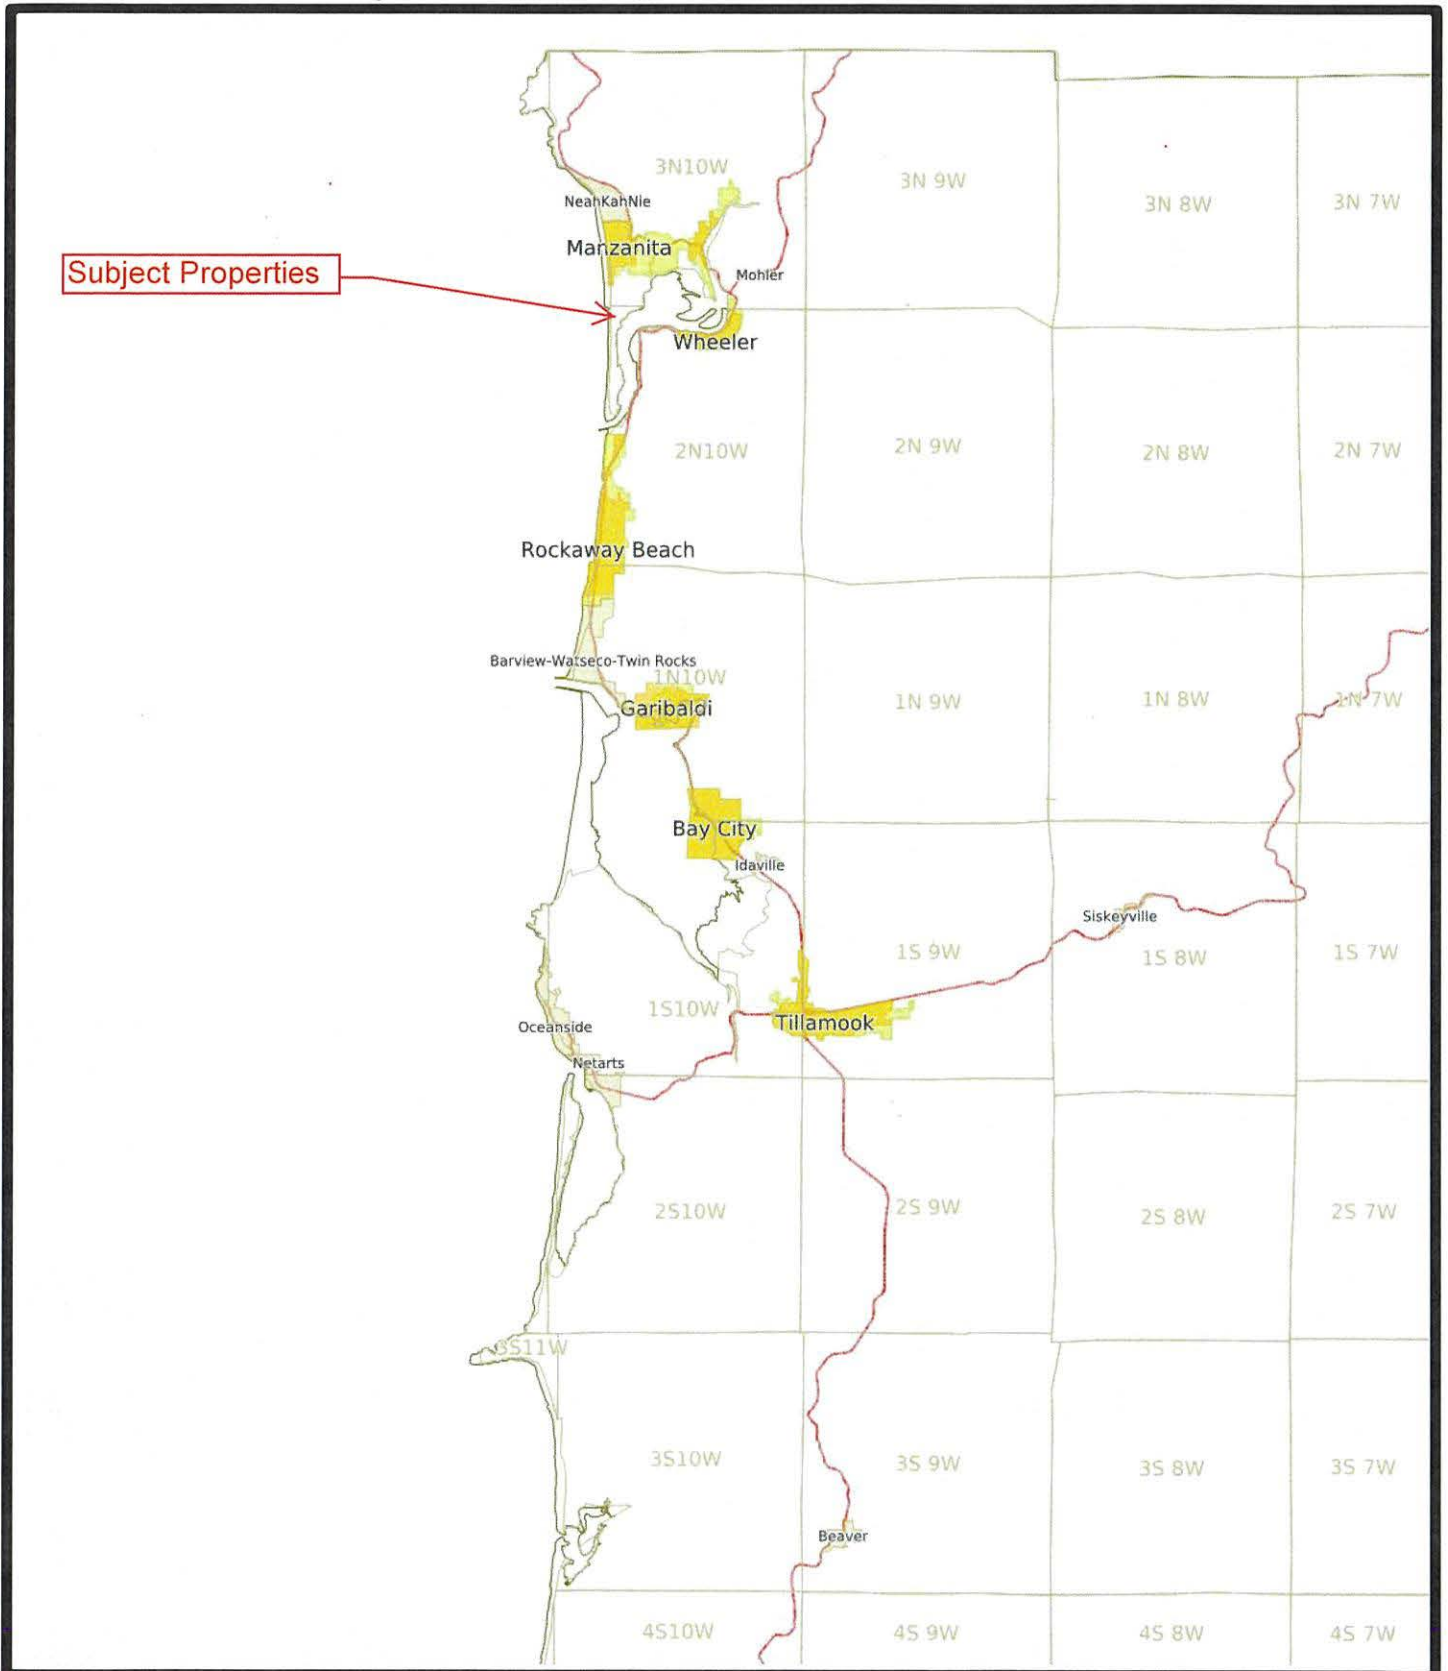 3N10W
3N 9W
3N 8W
3N 7W
NeahKahNie
Manzanita
Subject Properties
Mohler
Wheeler
2N10W
2N 9W
2N 8W
2N 7W
Rockaway Beach
Barview-Watseco-Twin Rocks
1N10W
1N 9W
1N 8W
1N 7W
Garibaldi
Bay City
Idaville
Siskeyville
1S 9W
1S 8W
1S 7W
1S10W
Tillamook
Oceanside
Netarts
2S10W
2S 9W
2S 8W
2S 7W
3S11W
3S10W
3S 9W
3S 8W
3S 7W
Beaver
4S10W
4S 9W
4S 8W
4S 7W